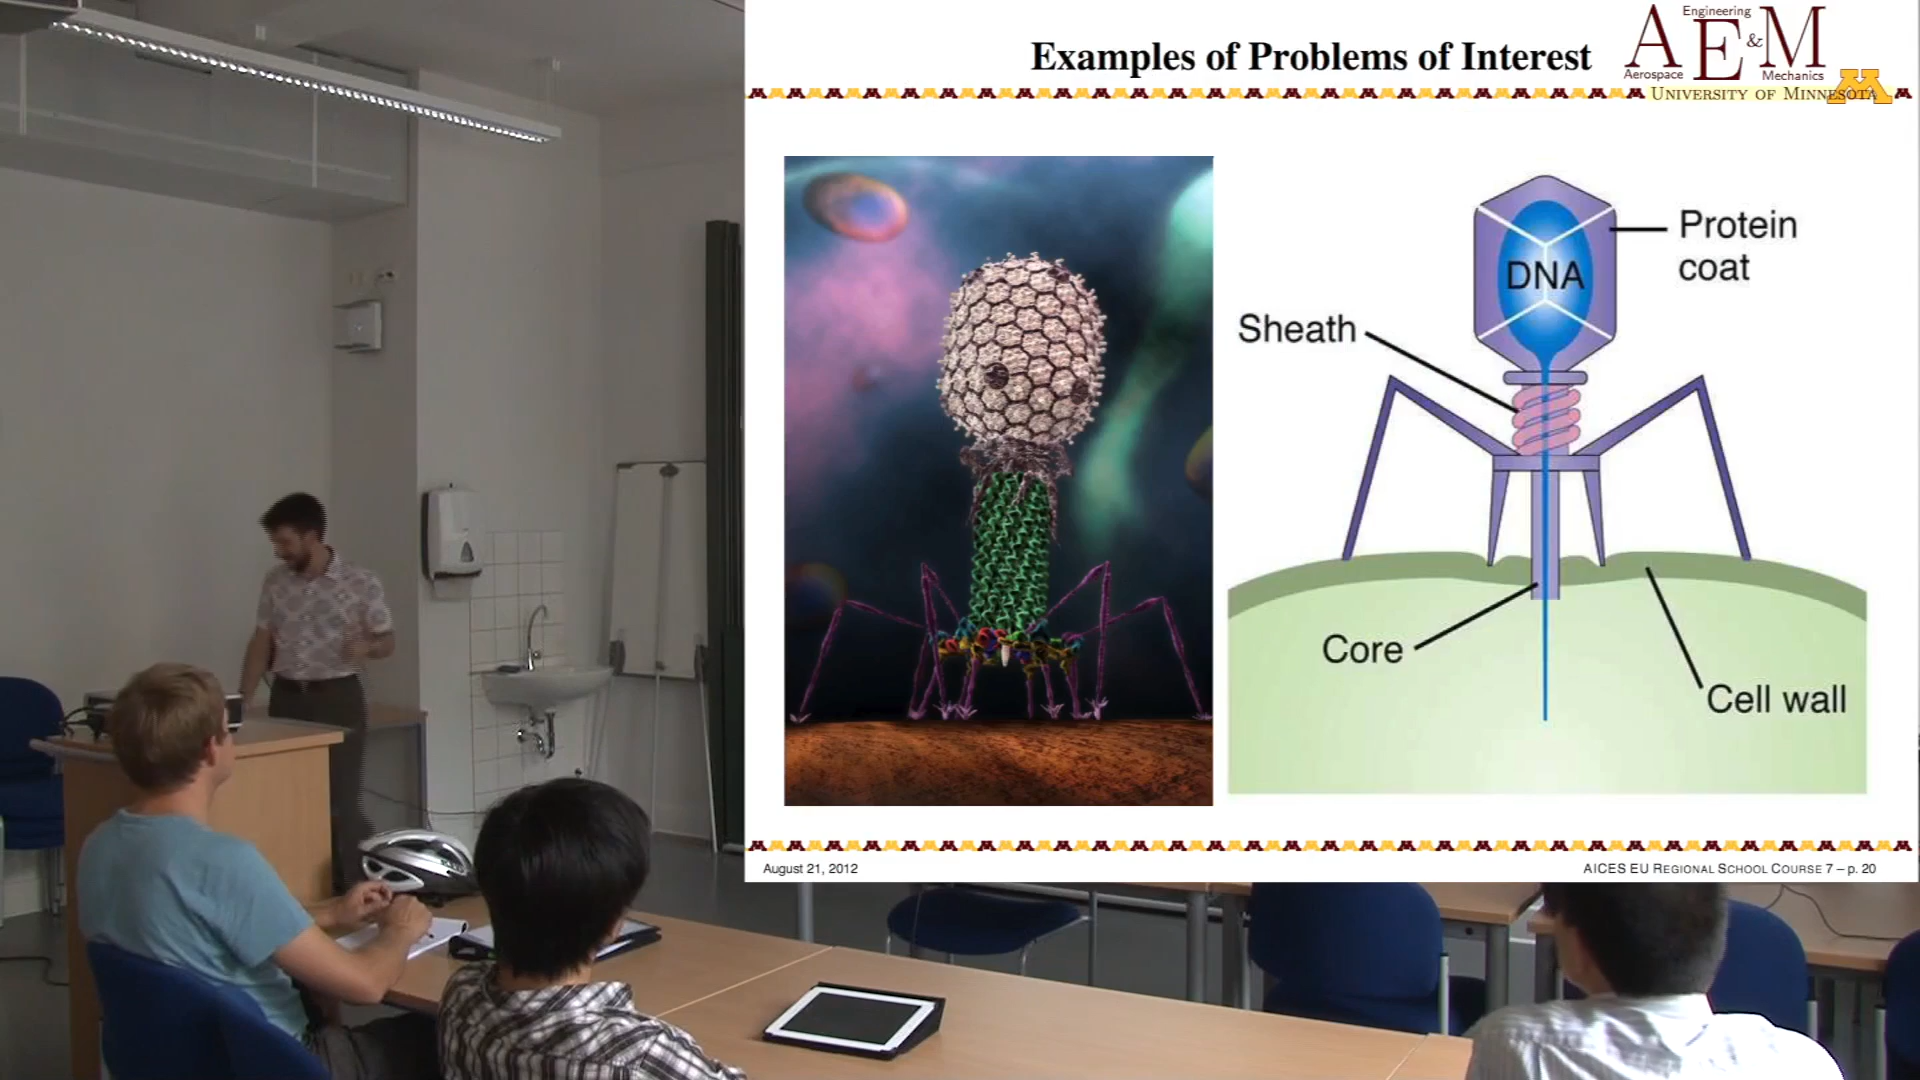 Examples of Problems of Interest
Engineering
AE&M
Aerospace Mechanics
UNIVERSITY OF MINNESOTA
Protein
coat
DNA
Sheath
Core
Cell wall
August 21, 2012
AICES EU REGIONAL SCHOOL COURSE 7 – p. 20